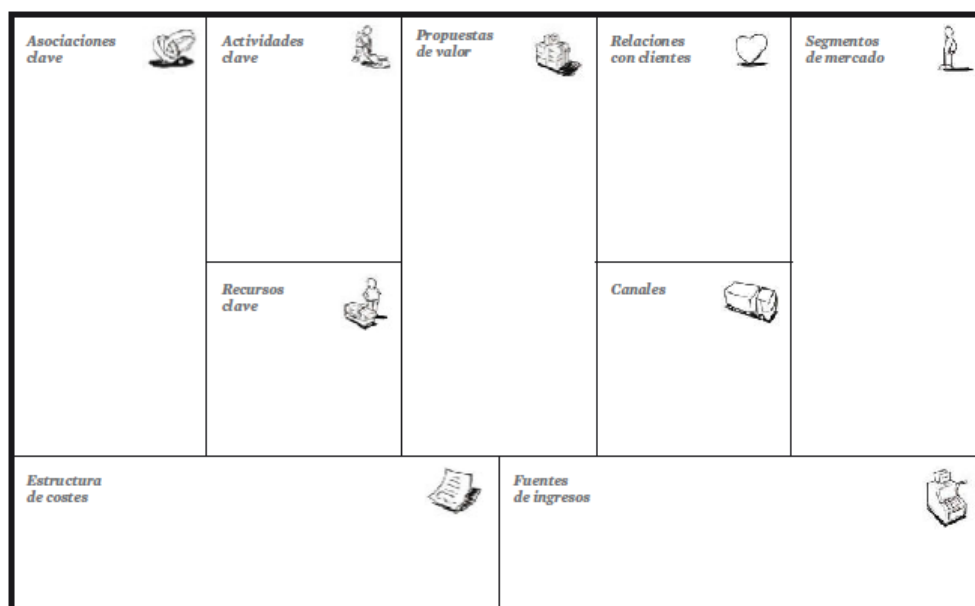 Asociaciones
clave
Actividades
clave
Propuestas
de valor
Relaciones
con clientes
Segmentos
de mercado
Recursos
clave
Canales
Estructura
de costes
Fuentes
de ingresos